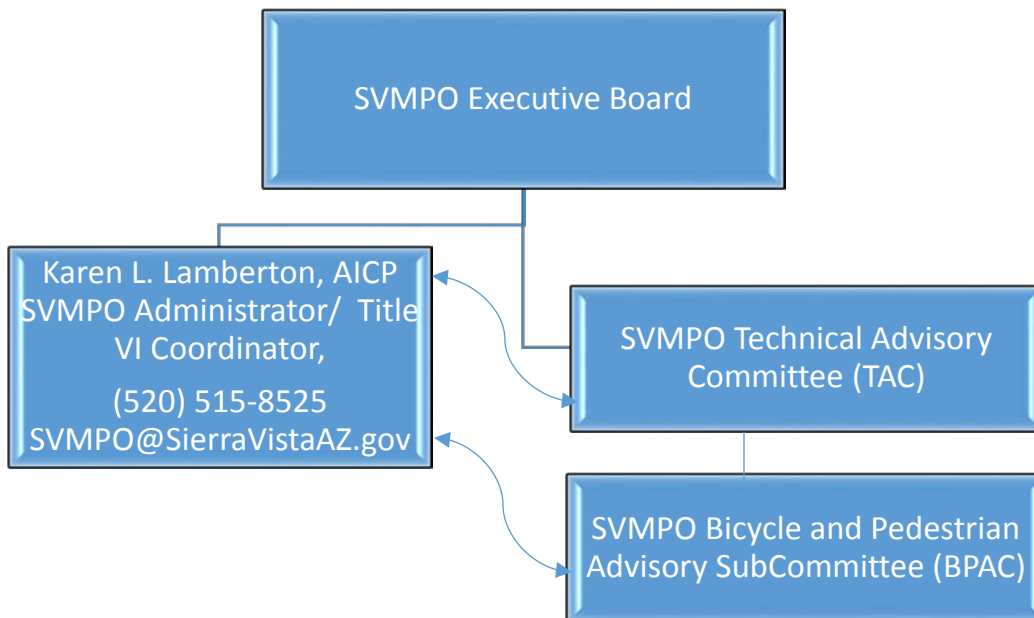 SVMPO Executive Board
Karen L. Lamberton, AICP
SVMPO Administrator/ Title
VI Coordinator,
(520) 515-8525
SVMPO@SierraVistaAZ.gov
SVMPO Technical Advisory
Committee (TAC)
SVMPO Bicycle and Pedestrian
Advisory SubCommittee (BPAC)